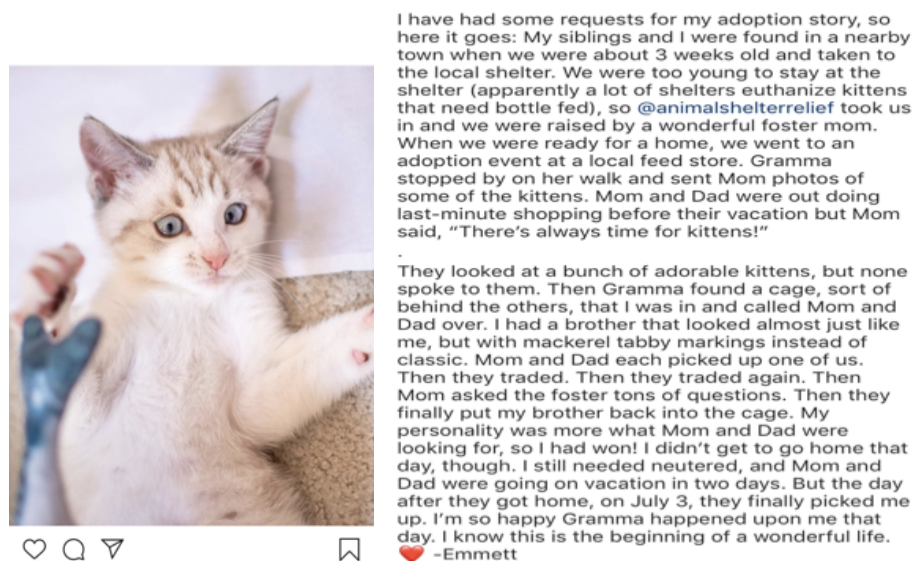 I have had some requests for my adoption story, so
here it goes: My siblings and I were found in a nearby
town when we were about 3 weeks old and taken to
the local shelter. We were too young to stay at the
shelter (apparently a lot of shelters euthanize kittens
that need bottle fed), so @animalshelterrelief took us
in and we were raised by a wonderful foster mom.
When we were ready for a home, we went to an
adoption event at a local feed store. Gramma
stopped by on her walk and sent Mom photos of
some of the kittens. Mom and Dad were out doing
last-minute shopping before their vacation but Mom
said, “There’s always time for kittens!”
.
They looked at a bunch of adorable kittens, but none
spoke to them. Then Gramma found a cage, sort of
behind the others, that I was in and called Mom and
Dad over. I had a brother that looked almost just like
me, but with mackerel tabby markings instead of
classic. Mom and Dad each picked up one of us.
Then they traded. Then they traded again. Then
Mom asked the foster tons of questions. Then they
finally put my brother back into the cage. My
personality was more what Mom and Dad were
looking for, so I had won! I didn’t get to go home that
day, though. I still needed neutered, and Mom and
Dad were going on vacation in two days. But the day
after they got home, on July 3, they finally picked me
up. I’m so happy Gramma happened upon me that
day. I know this is the beginning of a wonderful life.
❤️ -Emmett